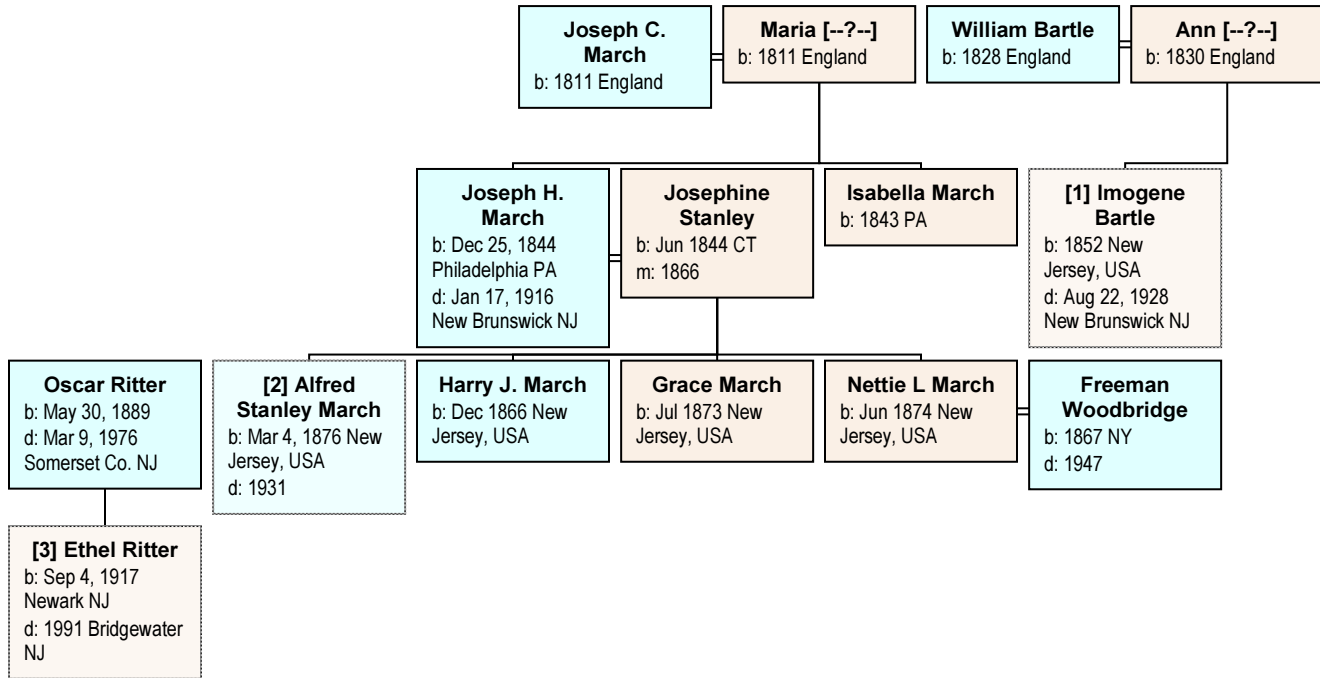 Joseph C.
March
b: 1811 England
Maria [--?--]
b: 1811 England
William Bartle
b: 1828 England
Ann [--?--]
b: 1830 England
Joseph H.
March
b: Dec 25, 1844
Philadelphia PA
d: Jan 17, 1916
New Brunswick NJ
Josephine
Stanley
b: Jun 1844 CT
m: 1866
Isabella March
b: 1843 PA
[1] Imogene
Bartle
b: 1852 New
Jersey, USA
d: Aug 22, 1928
New Brunswick NJ
Oscar Ritter
b: May 30, 1889
d: Mar 9, 1976
Somerset Co. NJ
[2] Alfred
Stanley March
b: Mar 4, 1876 New
Jersey, USA
d: 1931
Harry J. March
b: Dec 1866 New
Jersey, USA
Grace March
b: Jul 1873 New
Jersey, USA
Nettie L March
b: Jun 1874 New
Jersey, USA
Freeman
Woodbridge
b: 1867 NY
d: 1947
[3] Ethel Ritter
b: Sep 4, 1917
Newark NJ
d: 1991 Bridgewater
NJ